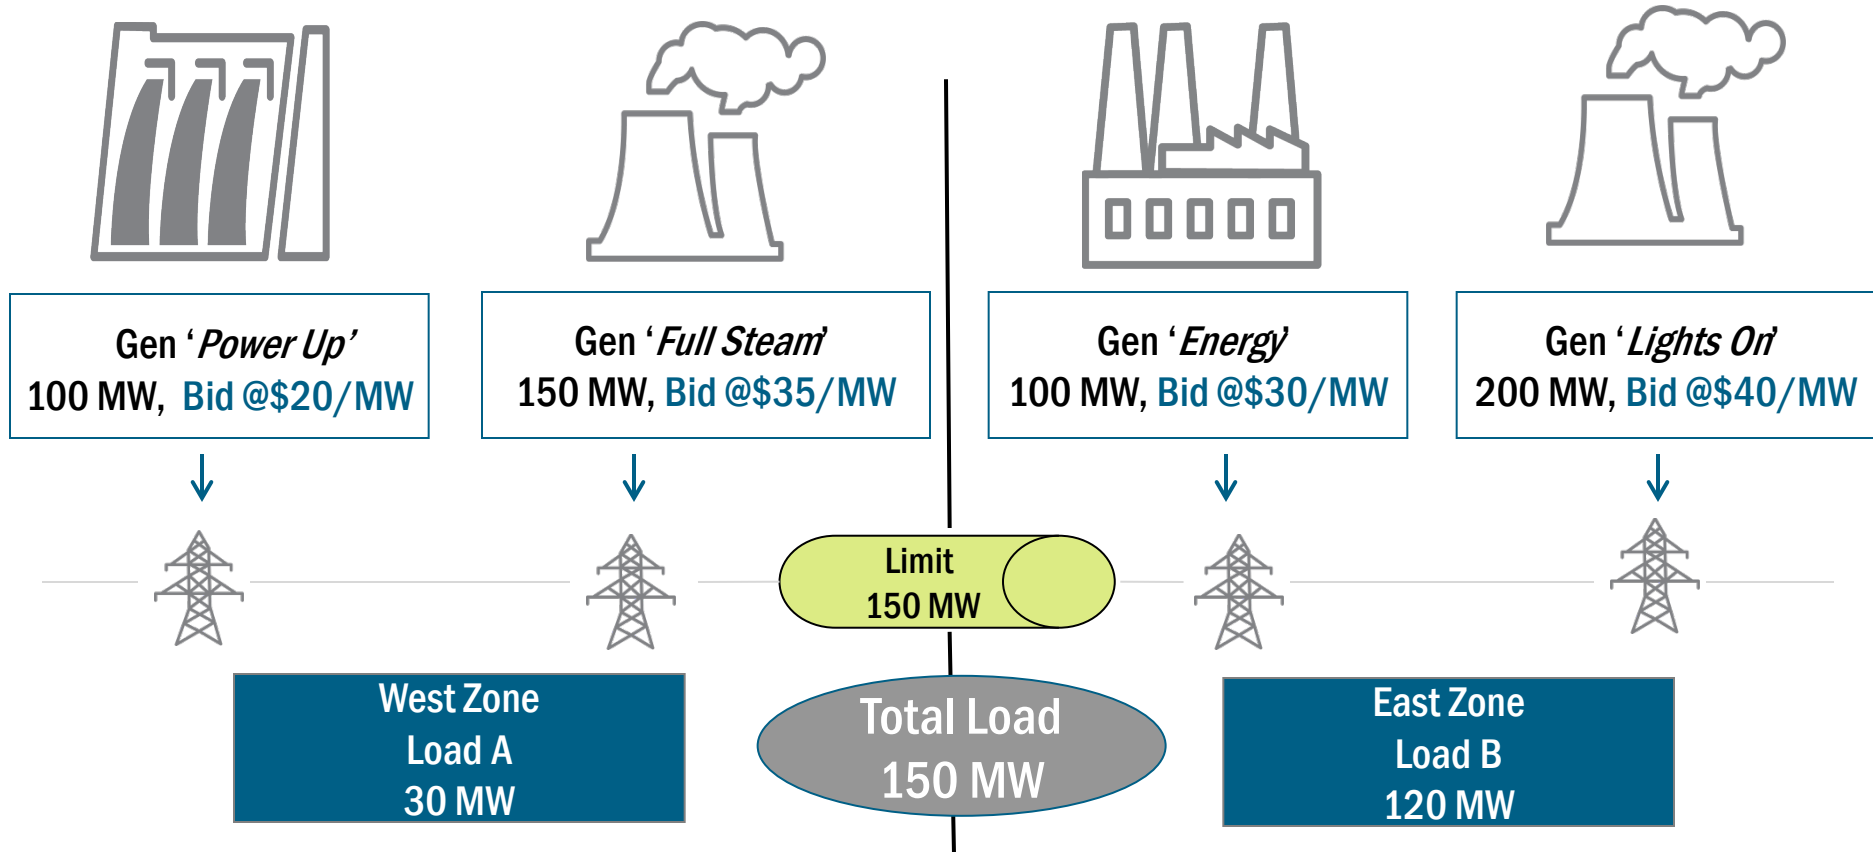 Gen ‘Power Up’
100 MW, Bid @$20/MW
Gen ‘Full Steam’
150 MW, Bid @$35/MW
Gen ‘Energy’
100 MW, Bid @$30/MW
Gen ‘Lights On’
200 MW, Bid @$40/MW
Limit
150 MW
West Zone
Load A
30 MW
Total Load
150 MW
East Zone
Load B
120 MW